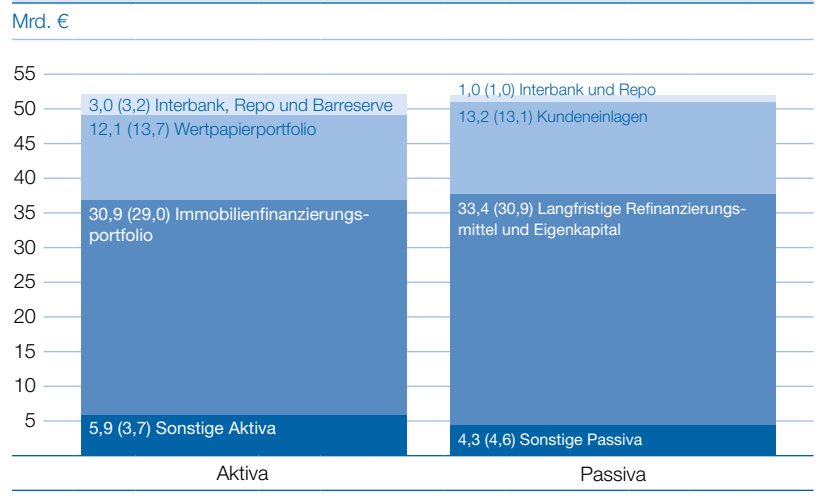 Mrd. €
55
50
45
40
35
30
25
20
15
10
5
3,0 (3,2) Interbank, Repo und Barreserve
12,1 (13,7) Wertpapierportfolio
30,9 (29,0) Immobilienfinanzierungs-
portfolio
5,9 (3,7) Sonstige Aktiva
1,0 (1,0) Interbank und Repo
13,2 (13,1) Kundeneinlagen
33,4 (30,9) Langfristige Refinanzierungs-
mittel und Eigenkapital
4,3 (4,6) Sonstige Passiva
Aktiva
Passiva